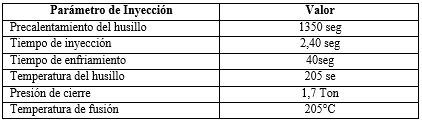 Parámetro de Inyección Valor
Precalentamiento del husillo 1350 seg
Tiempo de inyección 2,40 seg
Tiempo de enfriamiento 40seg
Temperatura del husillo 205 se
Presión de cierre 1,7 Ton
Temperatura de fusión 205°C